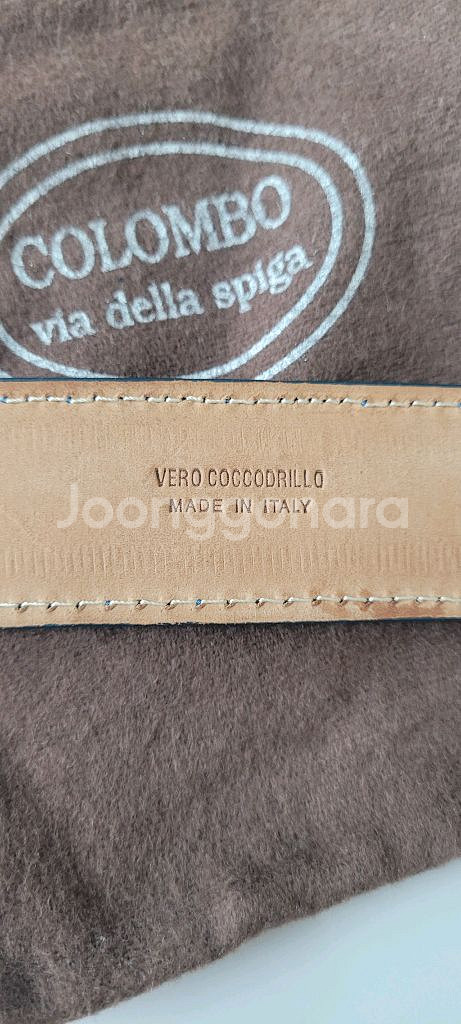 COLOMBO
via della spiga
VERO COCCODRILLO
MADE IN ITALY
Joonggonara